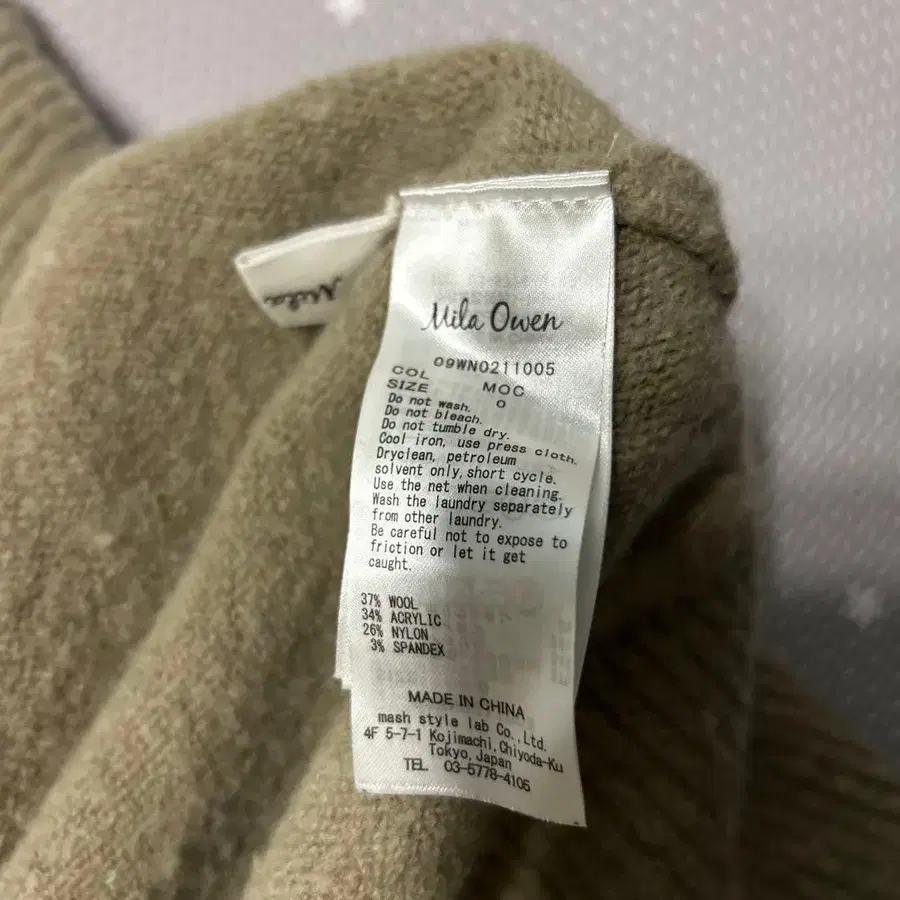 Mila
Mila Owen
09WN0211005
COL MOC
SIZE 0
Do not wash.
Do not bleach.
Do not tumble dry.
Cool iron, use press cloth.
Dryclean, petroleum
solvent only, short cycle.
Use the net when cleaning.
Wash the laundry separately
from other laundry.
Be careful not to expose to
friction or let it get
caught.
37% WOOL
34% ACRYLIC
26% NYLON
3% SPANDEX
MADE IN CHINA
mash style lab Co.,Ltd.
4F 5-7-1 Kojimachi,Chiyoda-Ku
Tokyo,Japan
TEL 03-5778-4105